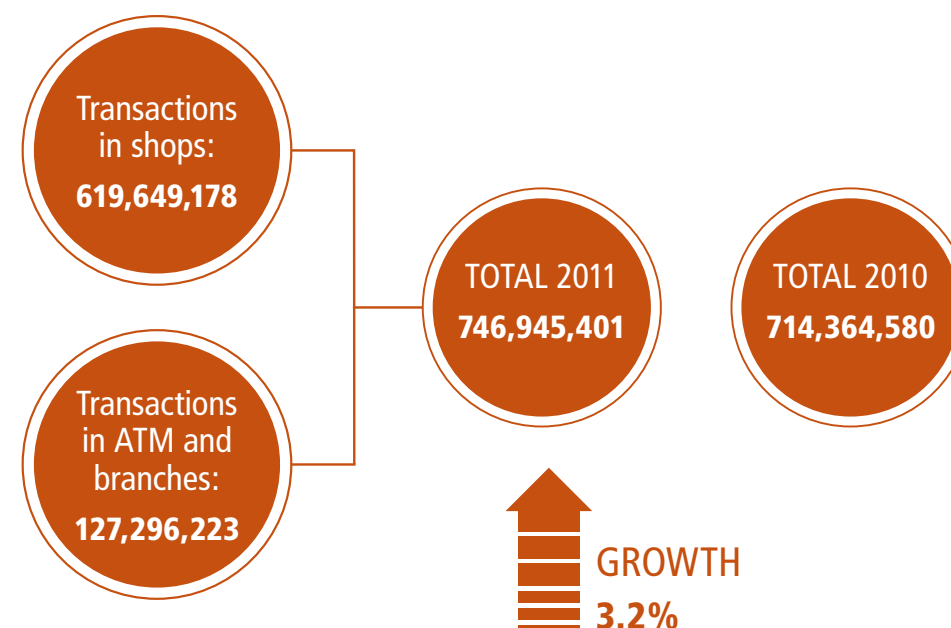 Transactions
in shops:
619,649,178
Transactions
in ATM and
branches:
127,296,223
TOTAL 2011
746,945,401
TOTAL 2010
714,364,580
GROWTH
3.2%